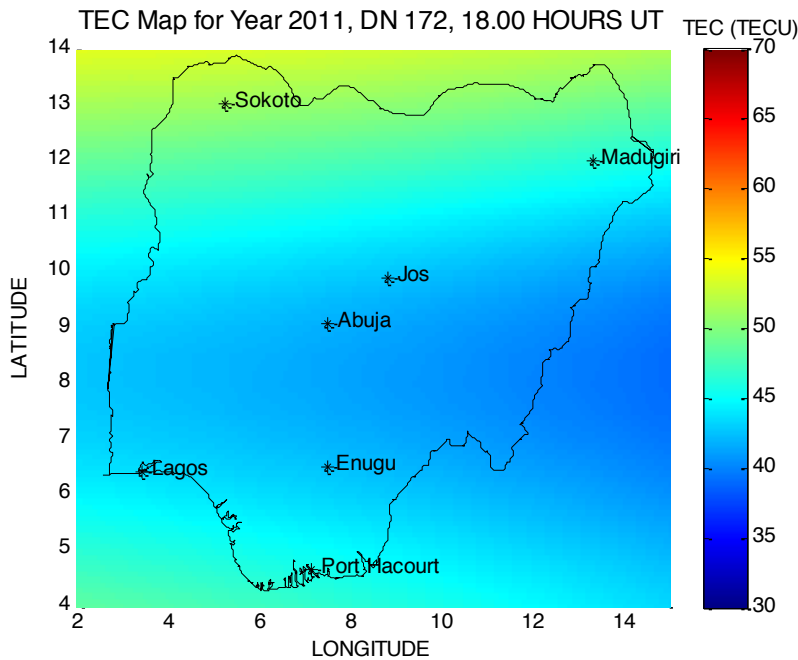 TEC Map for Year 2011, DN 172, 18.00 HOURS UT
TEC (TECU)
14
13
12
11
10
9
8
7
6
5
4
LATITUDE
Sokoto
Madugiri
Jos
Abuja
Lagos
Enugu
Port Hacourt
2
4
6
8
10
12
14
LONGITUDE
70
65
60
55
50
45
40
35
30